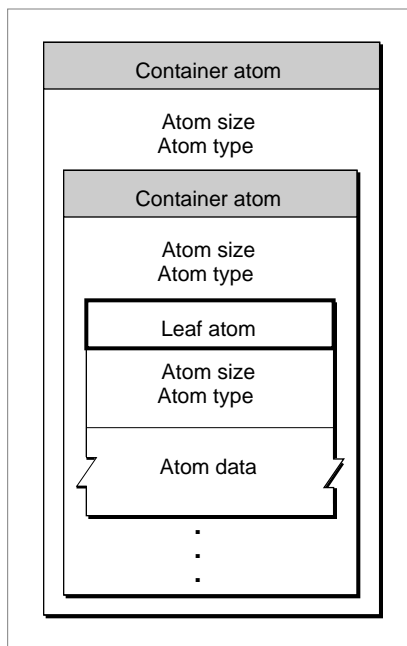 Container atom
Atom size
Atom type
Container atom
Atom size
Atom type
Leaf atom
Atom size
Atom type
Atom data